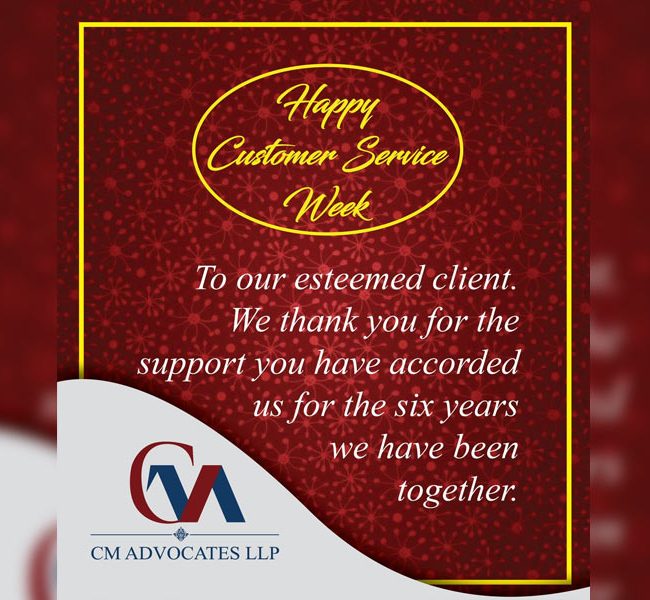 Happy
Customer Service
Week
To our esteemed client.
We thank you for the
support you have accorded
us for the six years
we have been
together.
CM
CM ADVOCATES LLP